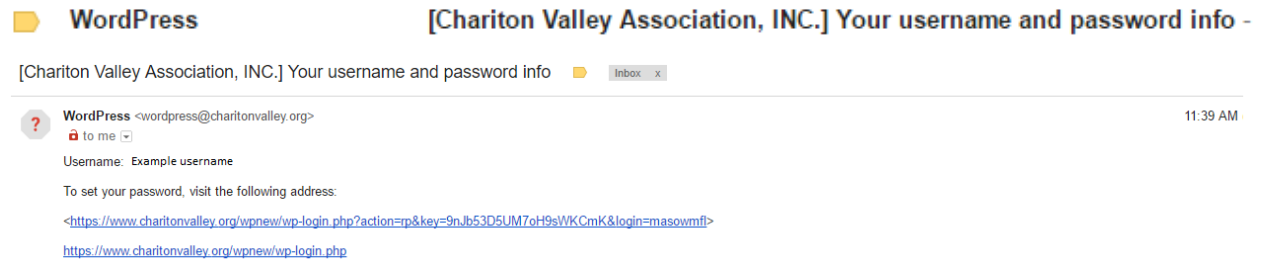 WordPress [Chariton Valley Association, INC.] Your username and password info -
[Chariton Valley Association, INC.] Your username and password info Inbox x
? WordPress <wordpress@charitonvalley.org> 11:39 AM
to me
Username: Example username
To set your password, visit the following address:
<https://www.charitonvalley.org/wpnew/wp-login.php?action=rp&key=9nJb53D5UM7oH9sWKCmK&login=masowmfl>
https://www.charitonvalley.org/wpnew/wp-login.php